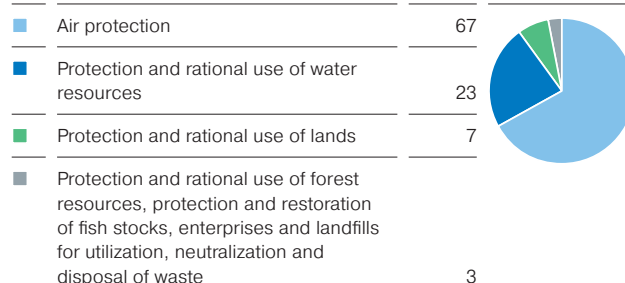 Air protection 67
Protection and rational use of water
resources 23
Protection and rational use of lands 7
Protection and rational use of forest
resources, protection and restoration
of fish stocks, enterprises and landfills
for utilization, neutralization and
disposal of waste 3